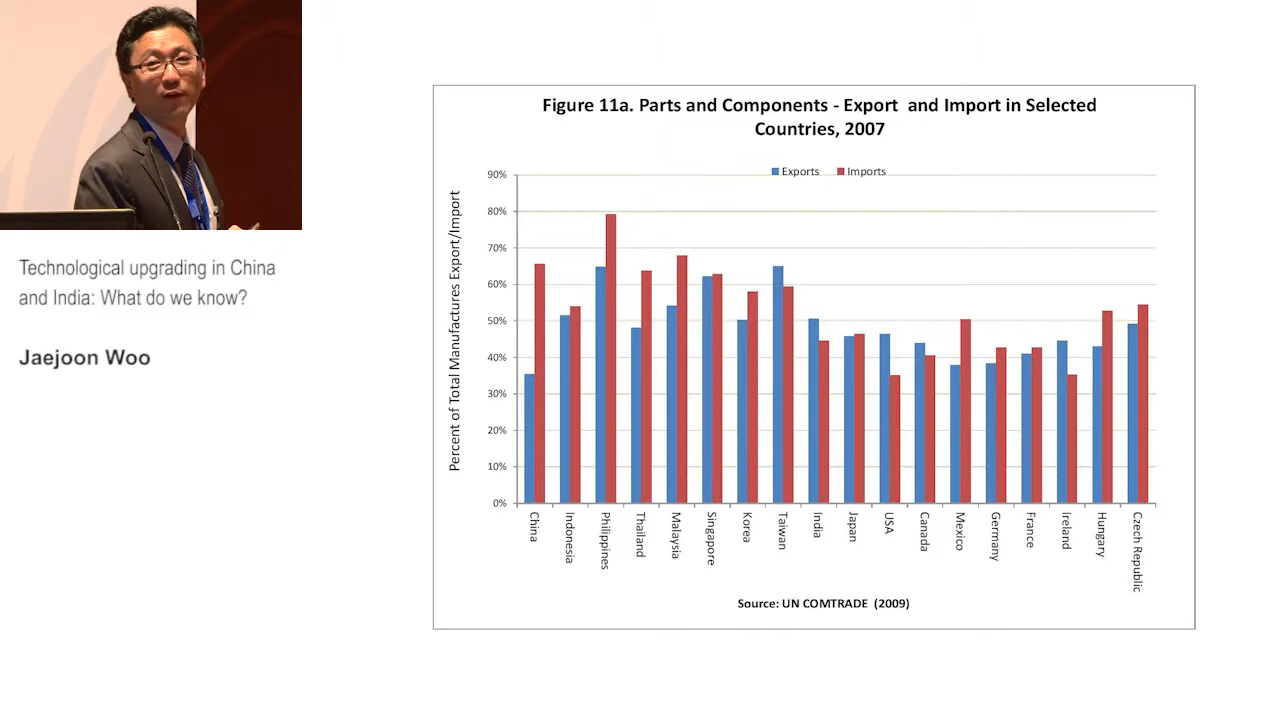 Technological upgrading in China
and India: What do we know?
Jaejoon Woo
Figure 11a. Parts and Components - Export and Import in Selected
Countries, 2007
Exports
Imports
Percent of Total Manufactures Export/Import
90%
80%
70%
60%
50%
40%
30%
20%
10%
0%
China
Indonesia
Philippines
Thailand
Malaysia
Singapore
Korea
Taiwan
India
Japan
USA
Canada
Mexico
Germany
France
Ireland
Hungary
Czech Republic
Source: UN COMTRADE (2009)